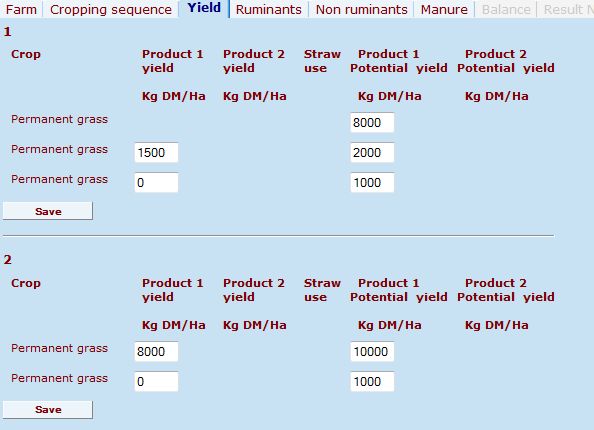 Farm Cropping sequence Yield Ruminants Non ruminants Manure Balance Result N
1
Crop Product 1 Product 2 Straw Product 1 Product 2
yield yield use Potential yield Potential yield
Kg DM/Ha Kg DM/Ha Kg DM/Ha Kg DM/Ha
Permanent grass 8000
Permanent grass 1500 2000
Permanent grass 0 1000
Save
2
Crop Product 1 Product 2 Straw Product 1 Product 2
yield yield use Potential yield Potential yield
Kg DM/Ha Kg DM/Ha Kg DM/Ha Kg DM/Ha
Permanent grass 8000 10000
Permanent grass 0 1000
Save